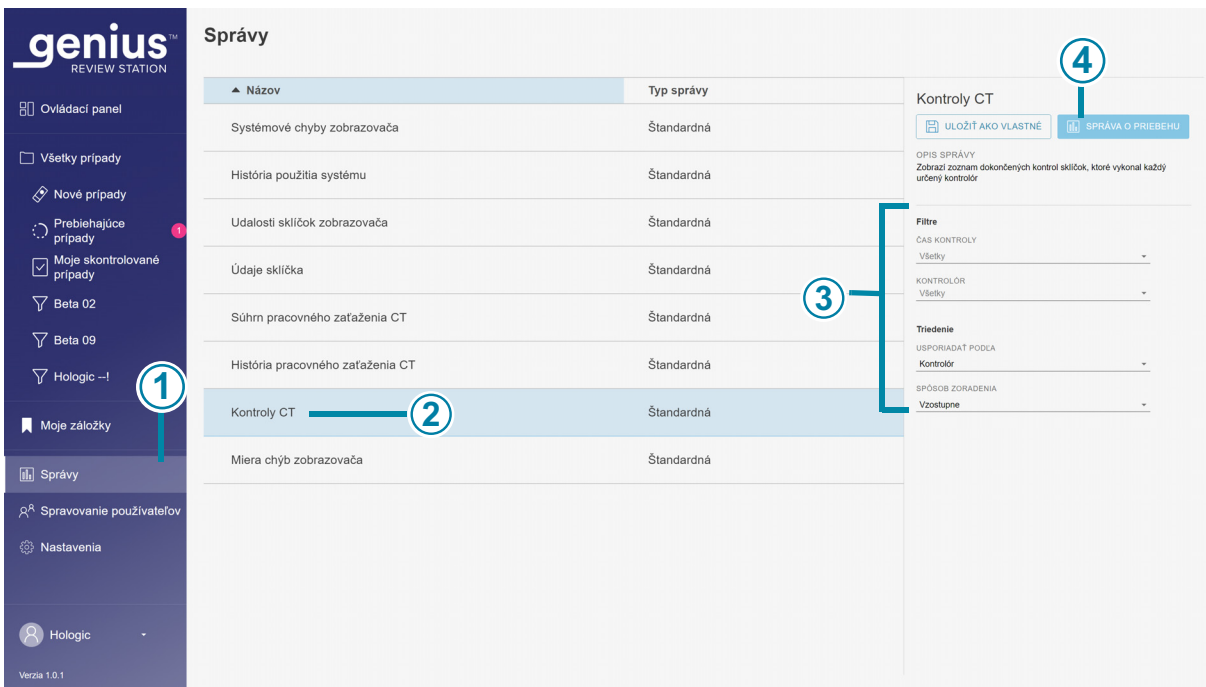 genius™
REVIEW STATION
Ovládací panel
Všetky prípady
Nové prípady
Prebiehajúce
prípady
1
Moje skontrolované
prípady
Beta 02
Beta 09
Hologic --!
1
Moje záložky
Správy
Spravovanie používateľov
Nastavenia
Hologic
Verzia 1.0.1
Správy
Názov Typ správy
Systémové chyby zobrazovača Štandardná
História použitia systému Štandardná
Udalosti sklíčok zobrazovača Štandardná
Údaje sklíčka Štandardná
Súhrn pracovného zaťaženia CT Štandardná
História pracovného zaťaženia CT Štandardná
Kontroly CT 2 Štandardná
Miera chýb zobrazovača Štandardná
4
Kontroly CT
ULOŽIŤ AKO VLASTNÉ SPRÁVA O PRIEBEHU
OPIS SPRÁVY
Zobrazí zoznam dokončených kontrol sklíčok, ktoré vykonal každý
určený kontrolór
3
Filtre
ČAS KONTROLY
Všetky
KONTROLÓR
Všetky
Triedenie
USPORIADAŤ PODĽA
Kontrolór
SPÔSOB ZORADENIA
Vzostupne